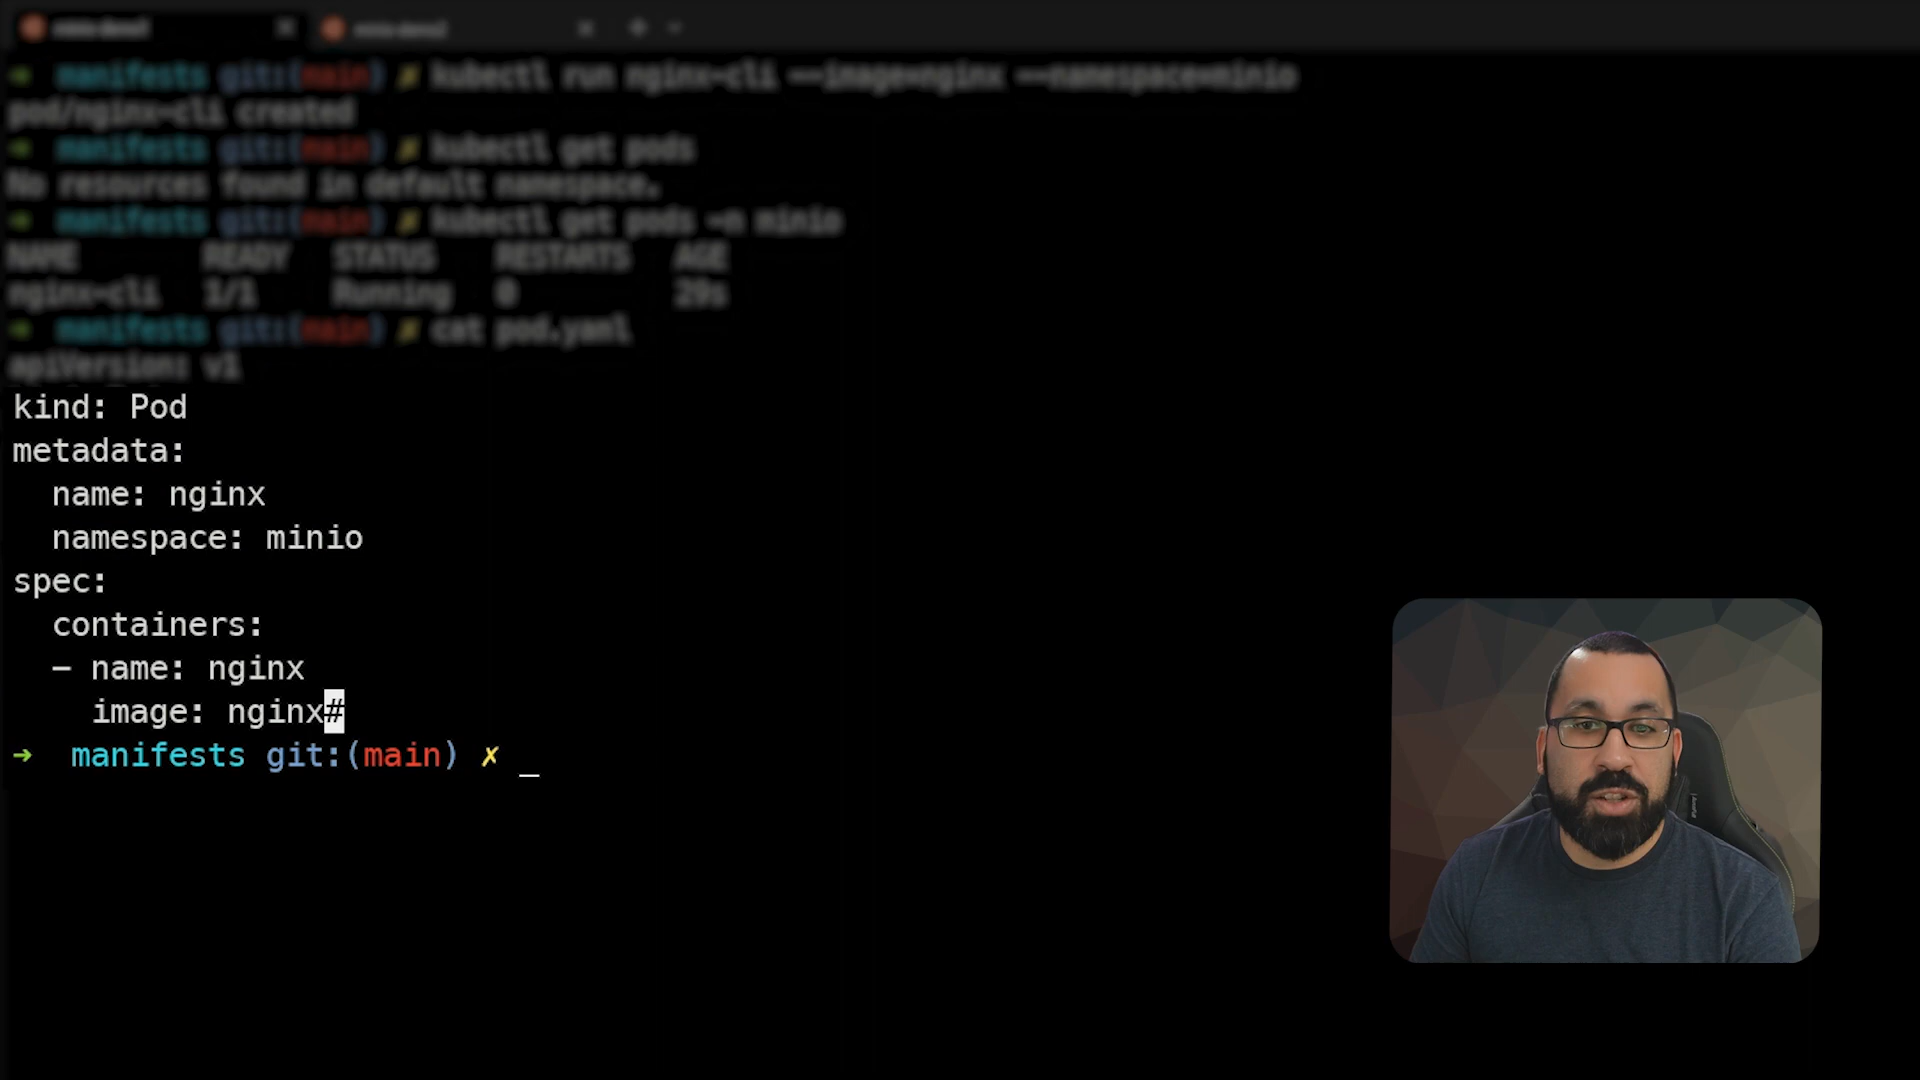 ➜  manifests git:(main) ✗ kubectl run nginx-cli --image=nginx --namespace=minio
pod/nginx-cli created
➜  manifests git:(main) ✗ kubectl get pods
No resources found in default namespace.
➜  manifests git:(main) ✗ kubectl get pods -n minio
NAME        READY   STATUS    RESTARTS   AGE
nginx-cli   1/1     Running   0          29s
➜  manifests git:(main) ✗ cat pod.yaml
apiVersion: v1
kind: Pod
metadata:
  name: nginx
  namespace: minio
spec:
  containers:
  - name: nginx
    image: nginx#
➜  manifests git:(main) ✗ _